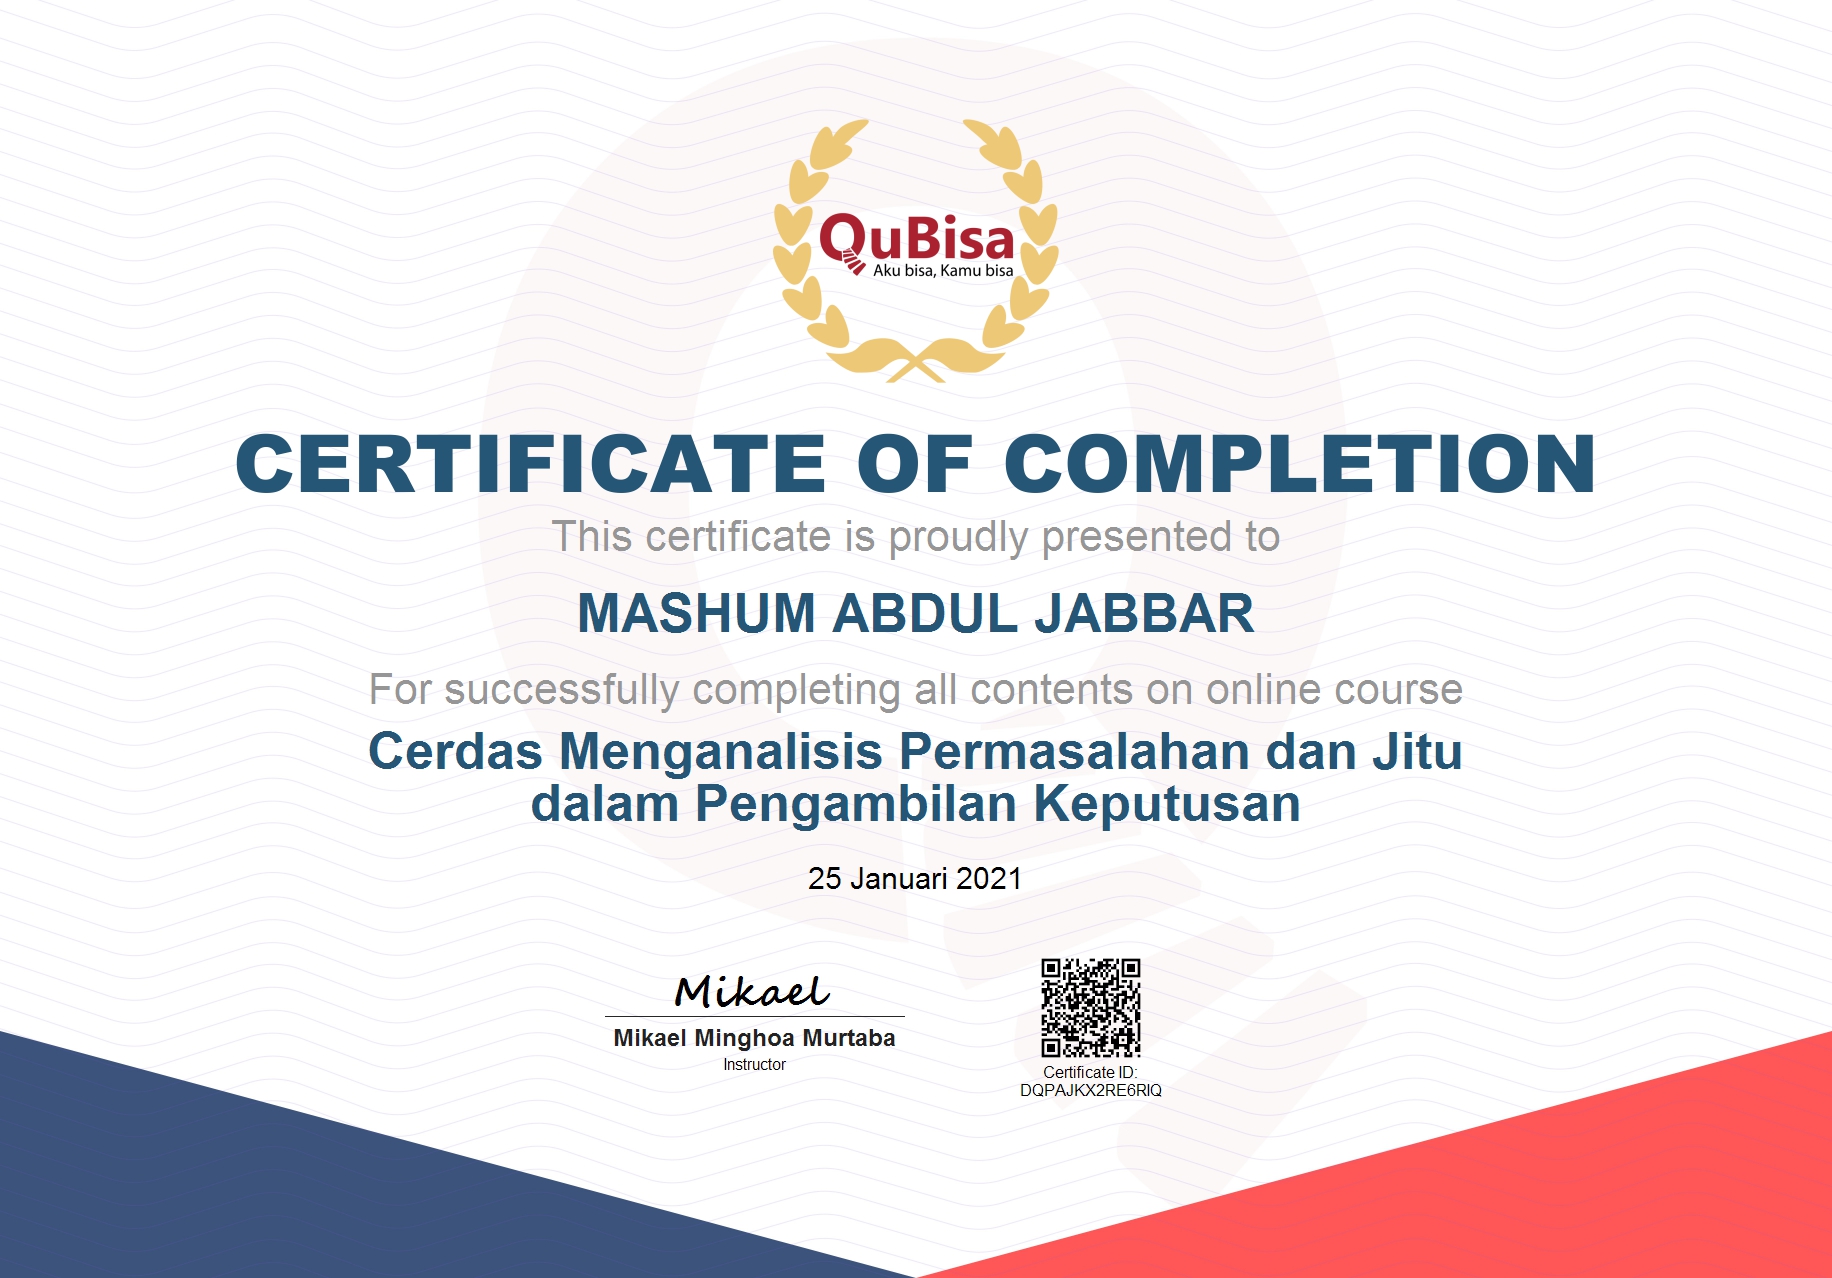 QuBisa
Aku bisa, Kamu bisa
CERTIFICATE OF COMPLETION
This certificate is proudly presented to
MASHUM ABDUL JABBAR
For successfully completing all contents on online course
Cerdas Menganalisis Permasalahan dan Jitu
dalam Pengambilan Keputusan
25 Januari 2021
Mikael
Mikael Minghoa Murtaba
Instructor
Certificate ID:
DQPAJKX2RE6RIQ